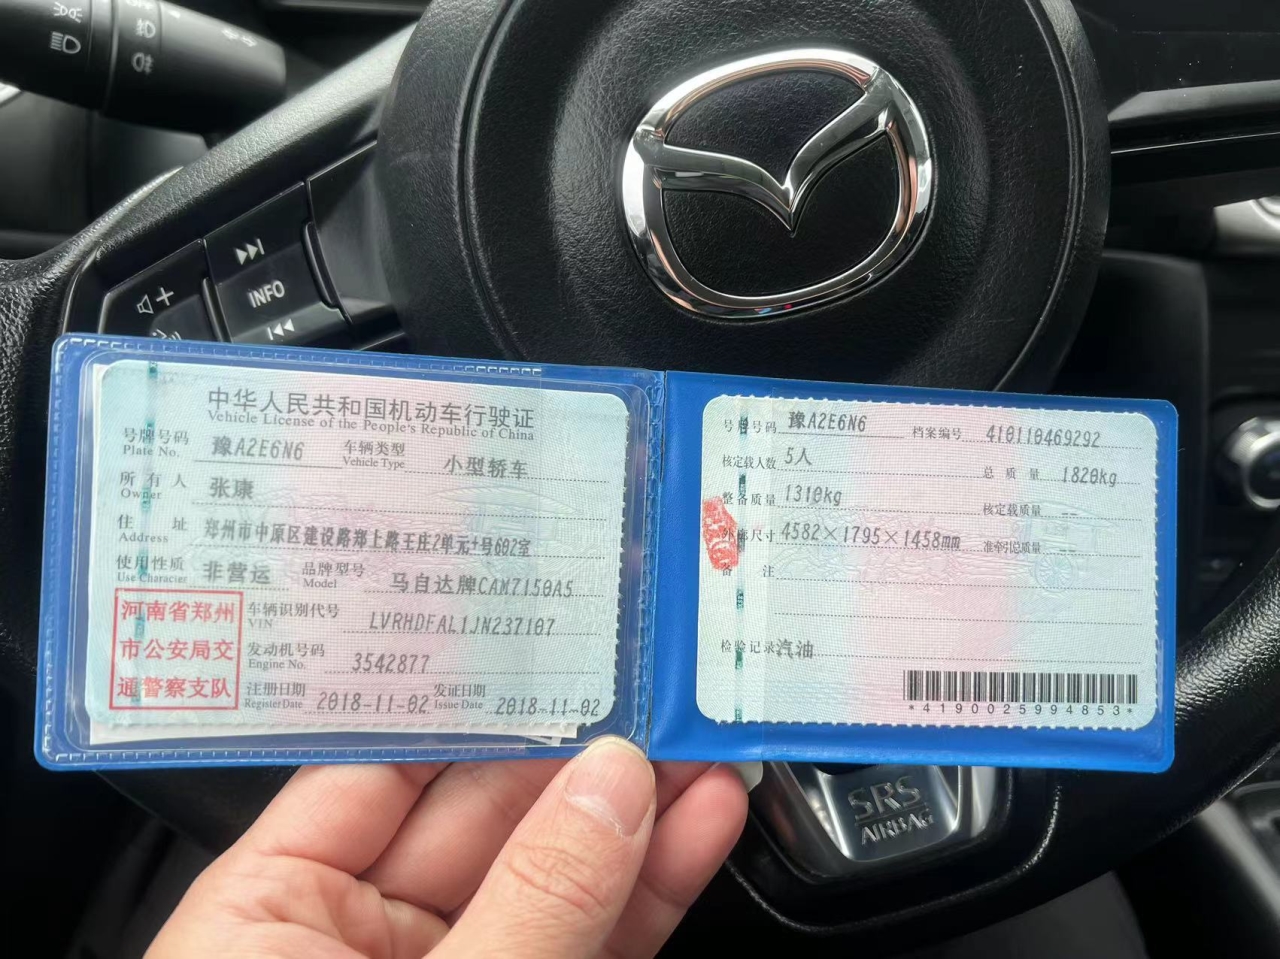 INFO
中华人民共和国机动车行驶证
Vehicle License of the People's Republic of China
号牌号码 豫A2E6N6 车辆类型 小型轿车
Plate No. Vehicle Type
所有人 张康
Owner
住址 郑州市中原区建设路郑上路王庄2单元十号602室
Address
使用性质 非营运 品牌型号 马自达牌CAM7150A5
Use Character Model
河南省郑州
市公安局交
通警察支队
车辆识别代号 LVRHDFAL1JN237107
VIN
发动机号码 3542877
Engine No.
注册日期 2018-11-02 发证日期 2018-11-02
Register Date Issue Date
号牌号码 豫A2E6N6 档案编号 410110469292
核定载人数 5人 总质量 1820kg
整备质量 1310kg 核定载质量 --
外廓尺寸 4582×1795×1458mm 准牵引总质量 --
备注
检验记录 汽油
*4190025994853*
SRS
AIRBAG